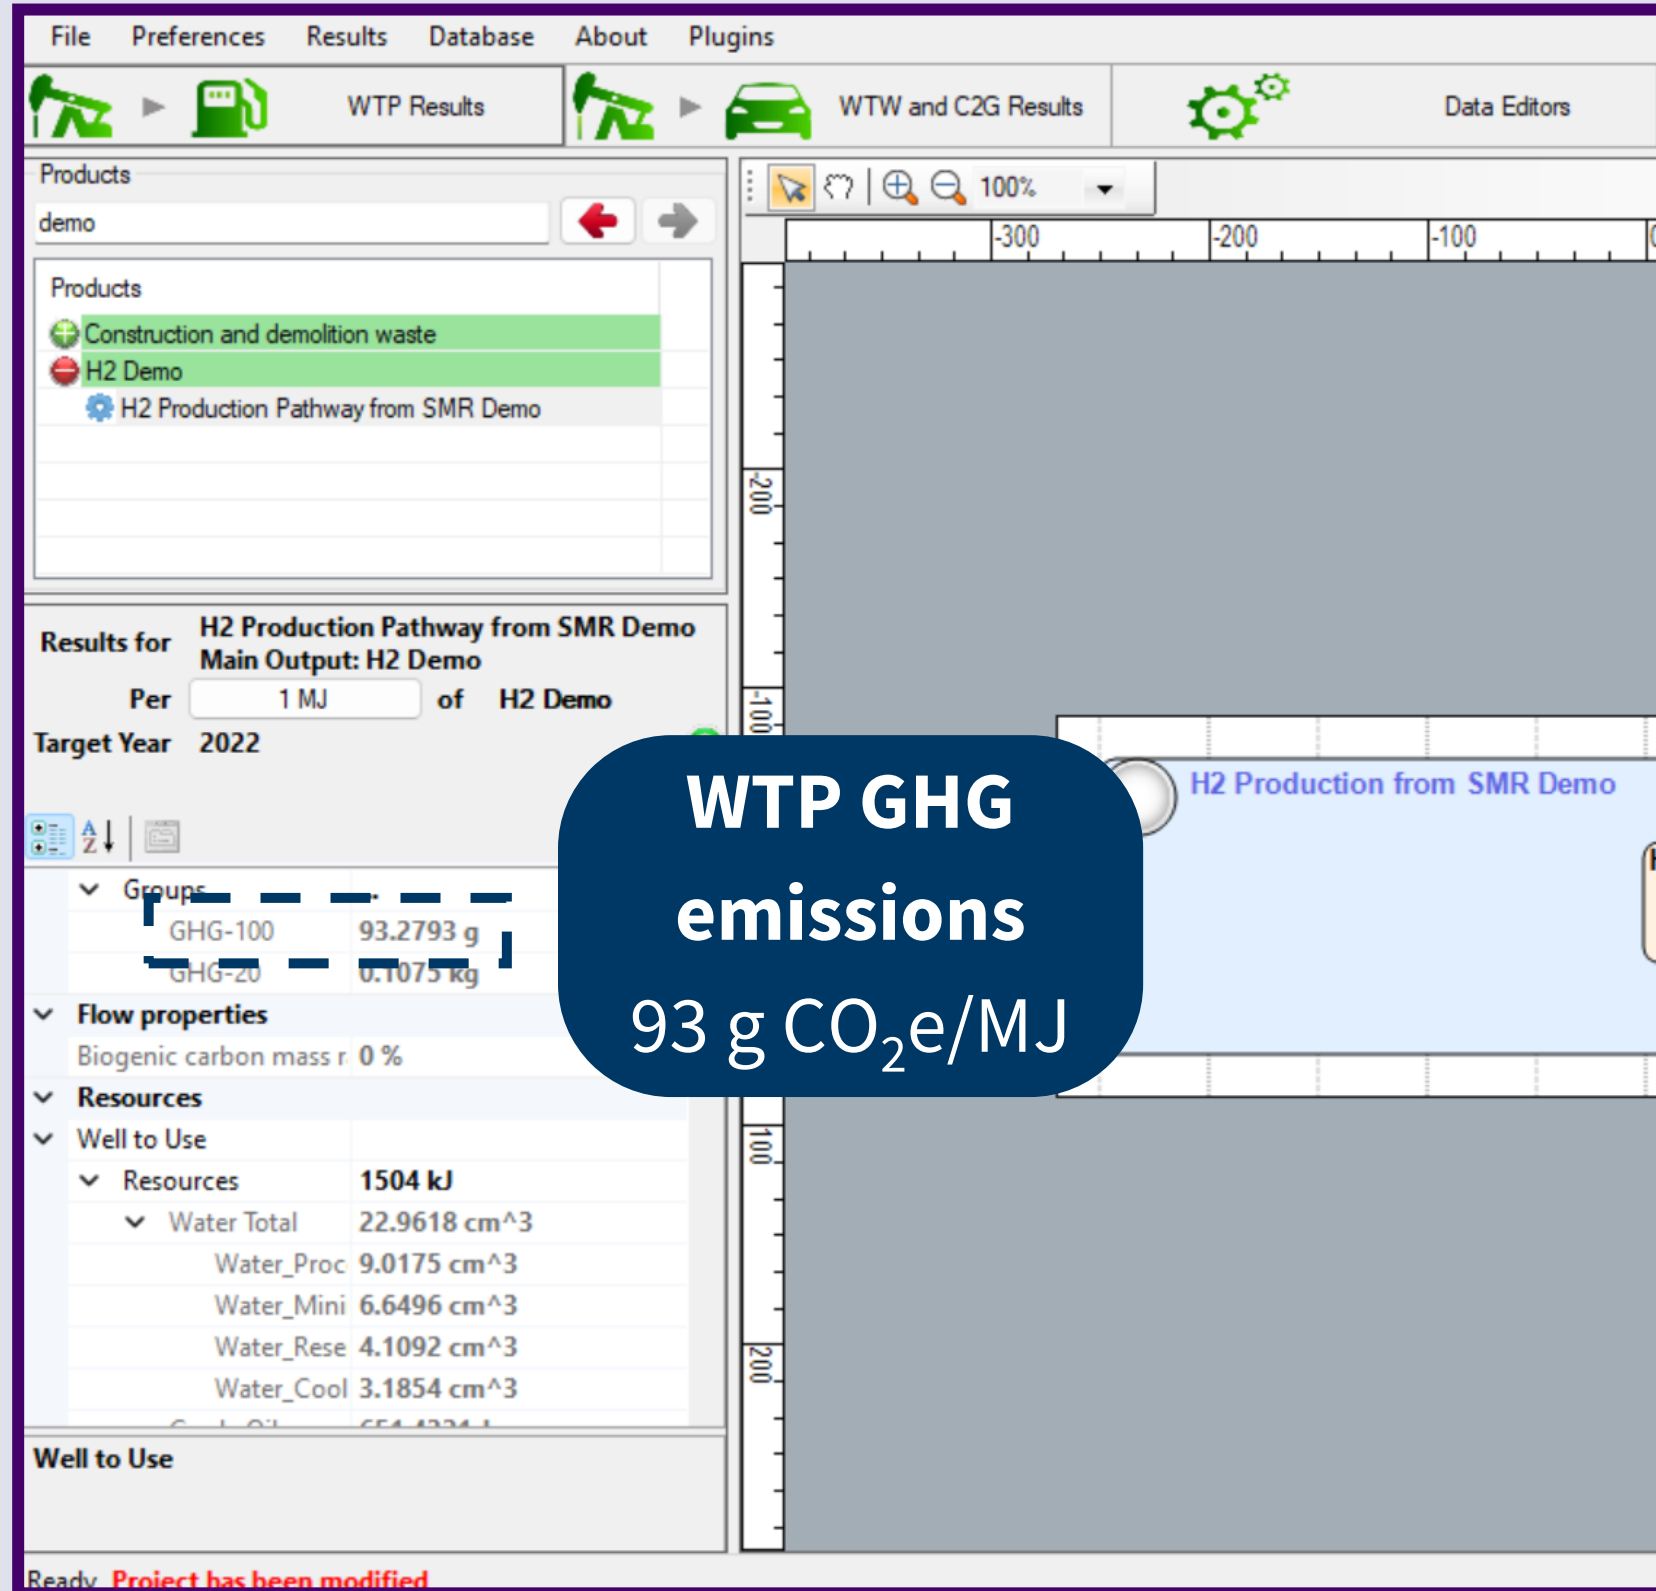 File Preferences Results Database About Plugins
WTP Results WTW and C2G Results Data Editors
Products
demo
Products
Construction and demolition waste
H2 Demo
H2 Production Pathway from SMR Demo
Results for H2 Production Pathway from SMR Demo
Main Output: H2 Demo
Per 1 MJ of H2 Demo
Target Year 2022
Groups
GHG-100 93.2793 g
GHG-20 0.1075 kg
Flow properties
Biogenic carbon mass r 0 %
Resources
Well to Use
Resources 1504 kJ
Water Total 22.9618 cm^3
Water_Proc 9.0175 cm^3
Water_Mini 6.6496 cm^3
Water_Rese 4.1092 cm^3
Water_Cool 3.1854 cm^3
Well to Use
Ready Project has been modified
100%
-300 -200 -100 0
-200
-100
100
200
H2 Production from SMR Demo
H
WTP GHG
emissions
93 g CO₂e/MJ